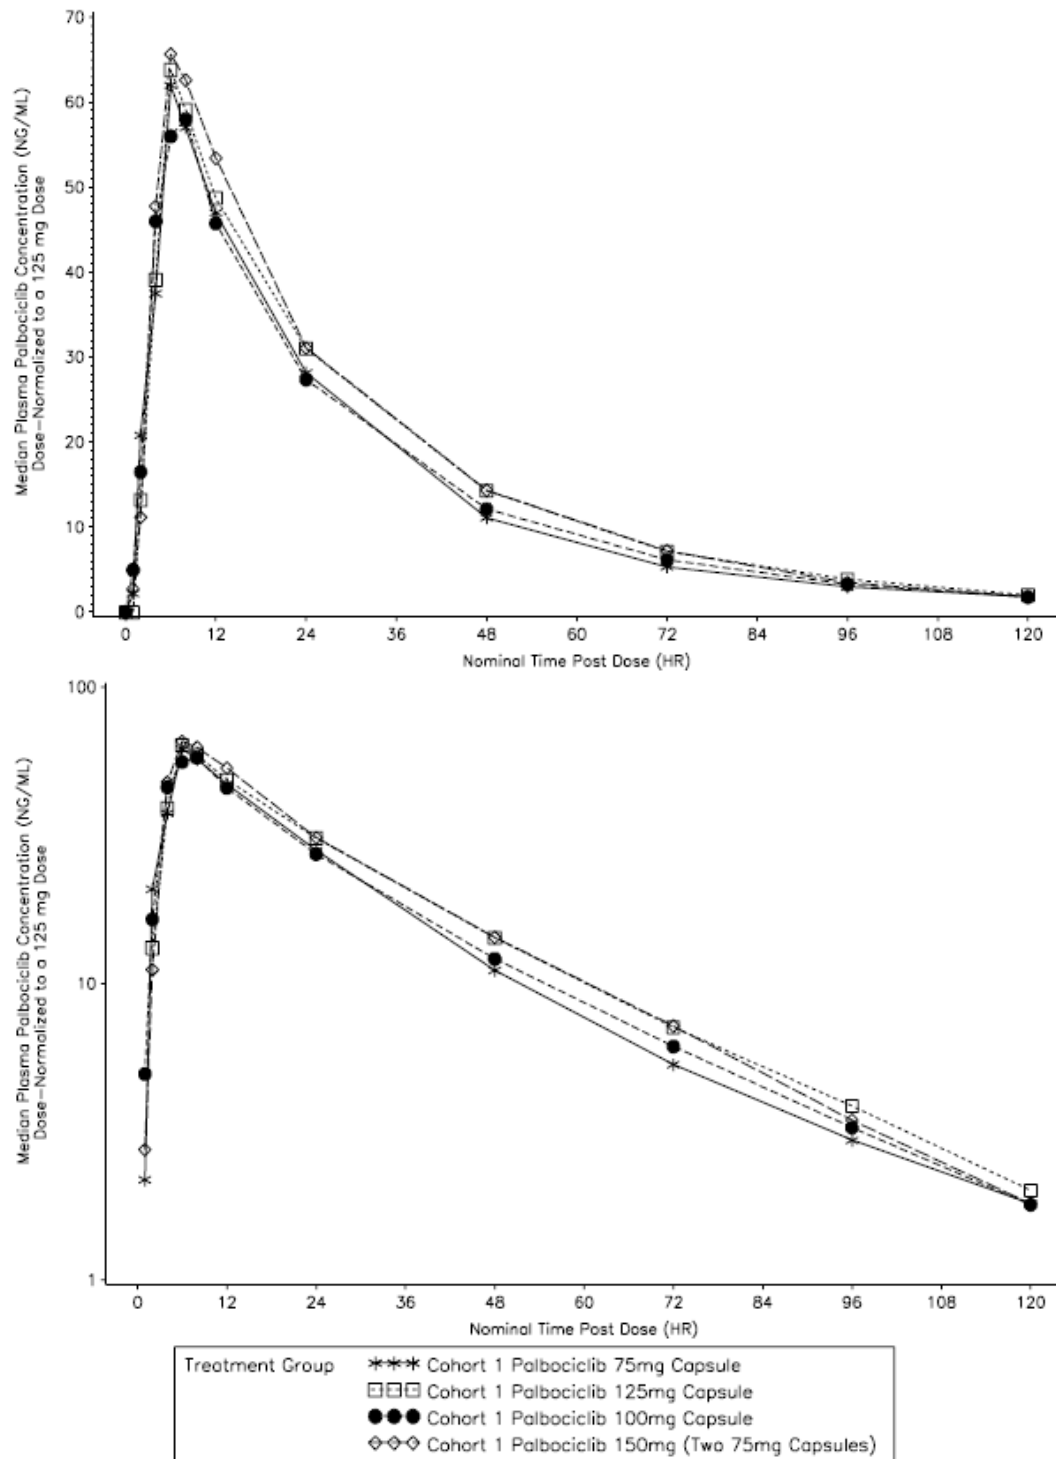 Median Plasma Palbociclib Concentration (NG/ML)
Dose-Normalized to a 125 mg Dose
70
60
50
40
30
20
10
0
0 12 24 36 48 60 72 84 96 108 120
Nominal Time Post Dose (HR)
Median Plasma Palbociclib Concentration (NG/ML)
Dose-Normalized to a 125 mg Dose
100
10
1
0 12 24 36 48 60 72 84 96 108 120
Nominal Time Post Dose (HR)
Treatment Group Cohort 1 Palbociclib 75mg Capsule
Cohort 1 Palbociclib 125mg Capsule
Cohort 1 Palbociclib 100mg Capsule
Cohort 1 Palbociclib 150mg (Two 75mg Capsules)